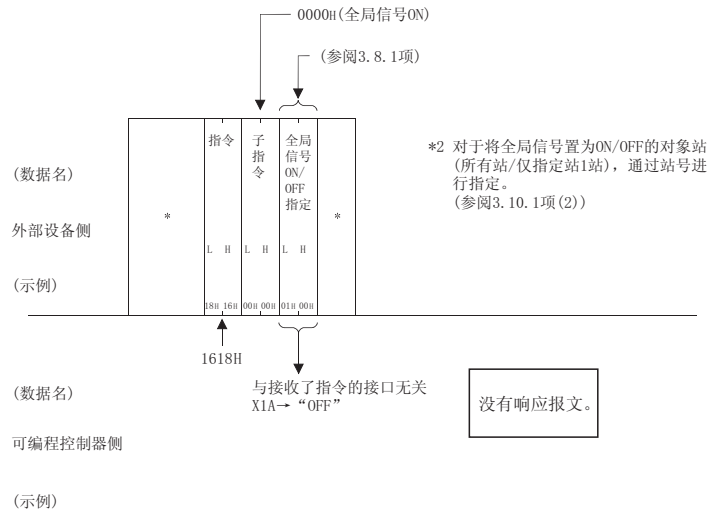 0000H(全局信号ON)
(参阅3.8.1项)
指令
子
指
令
全局
信号
ON/
OFF
指定
*2 对于将全局信号置为ON/OFF的对象站
(所有站/仅指定站1站), 通过站号进
行指定。
(参阅3.10.1项(2))
(数据名)
*
*
外部设备侧
L H L H L H
(示例)
18H 16H 00H 00H 01H 00H
1618H
(数据名)
与接收了指令的接口无关
X1A→“OFF”
没有响应报文。
可编程控制器侧
(示例)